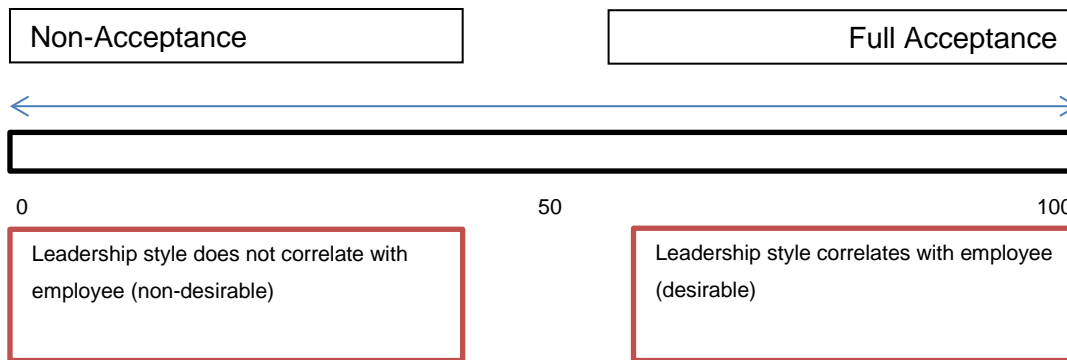 Non-Acceptance
Full Acceptance
0
50
100
Leadership style does not correlate with
employee (non-desirable)
Leadership style correlates with employee
(desirable)